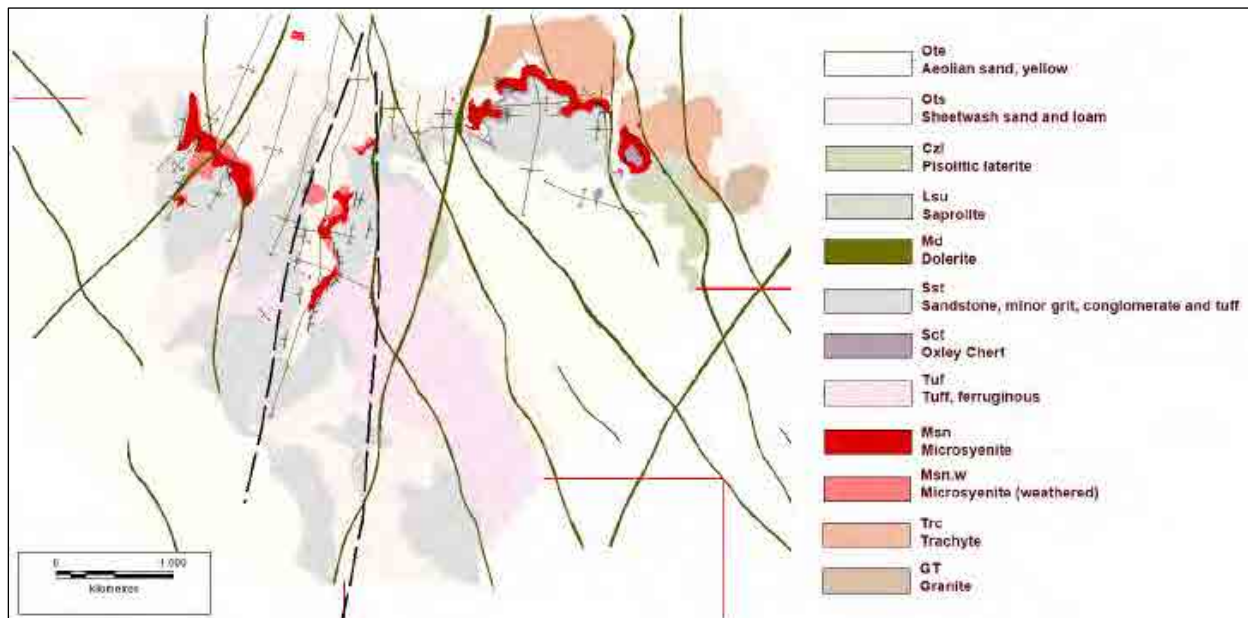 Ote
Aeolian sand, yellow
Ots
Sheetwash sand and loam
Czl
Pisolitic laterite
Lsu
Saprolite
Md
Dolerite
Sst
Sandstone, minor grit, conglomerate and tuff
Sct
Oxley Chert
Tuf
Tuff, ferruginous
Msn
Microsyenite
Msn.w
Microsyenite (weathered)
Trc
Trachyte
GT
Granite
0 1 000
kilometres